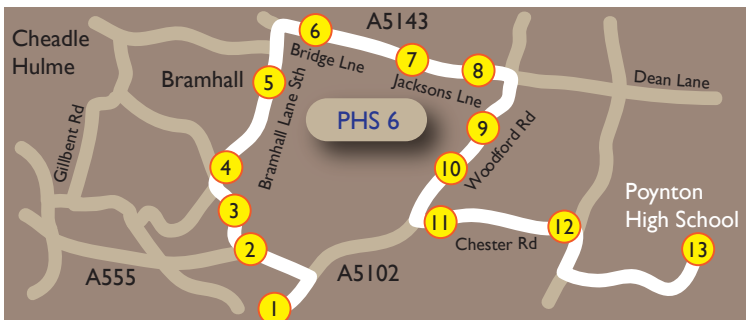 A5143
6
Cheadle
Hulme
Bridge Lne
7
8
Bramhall
5
Jacksons Lne
Dean Lane
Gillbent Rd
Bramhall Lane Sth
PHS 6
9
Woodford Rd
4
10
3
Poynton
High School
11
12
Chester Rd
13
2
A555
A5102
1